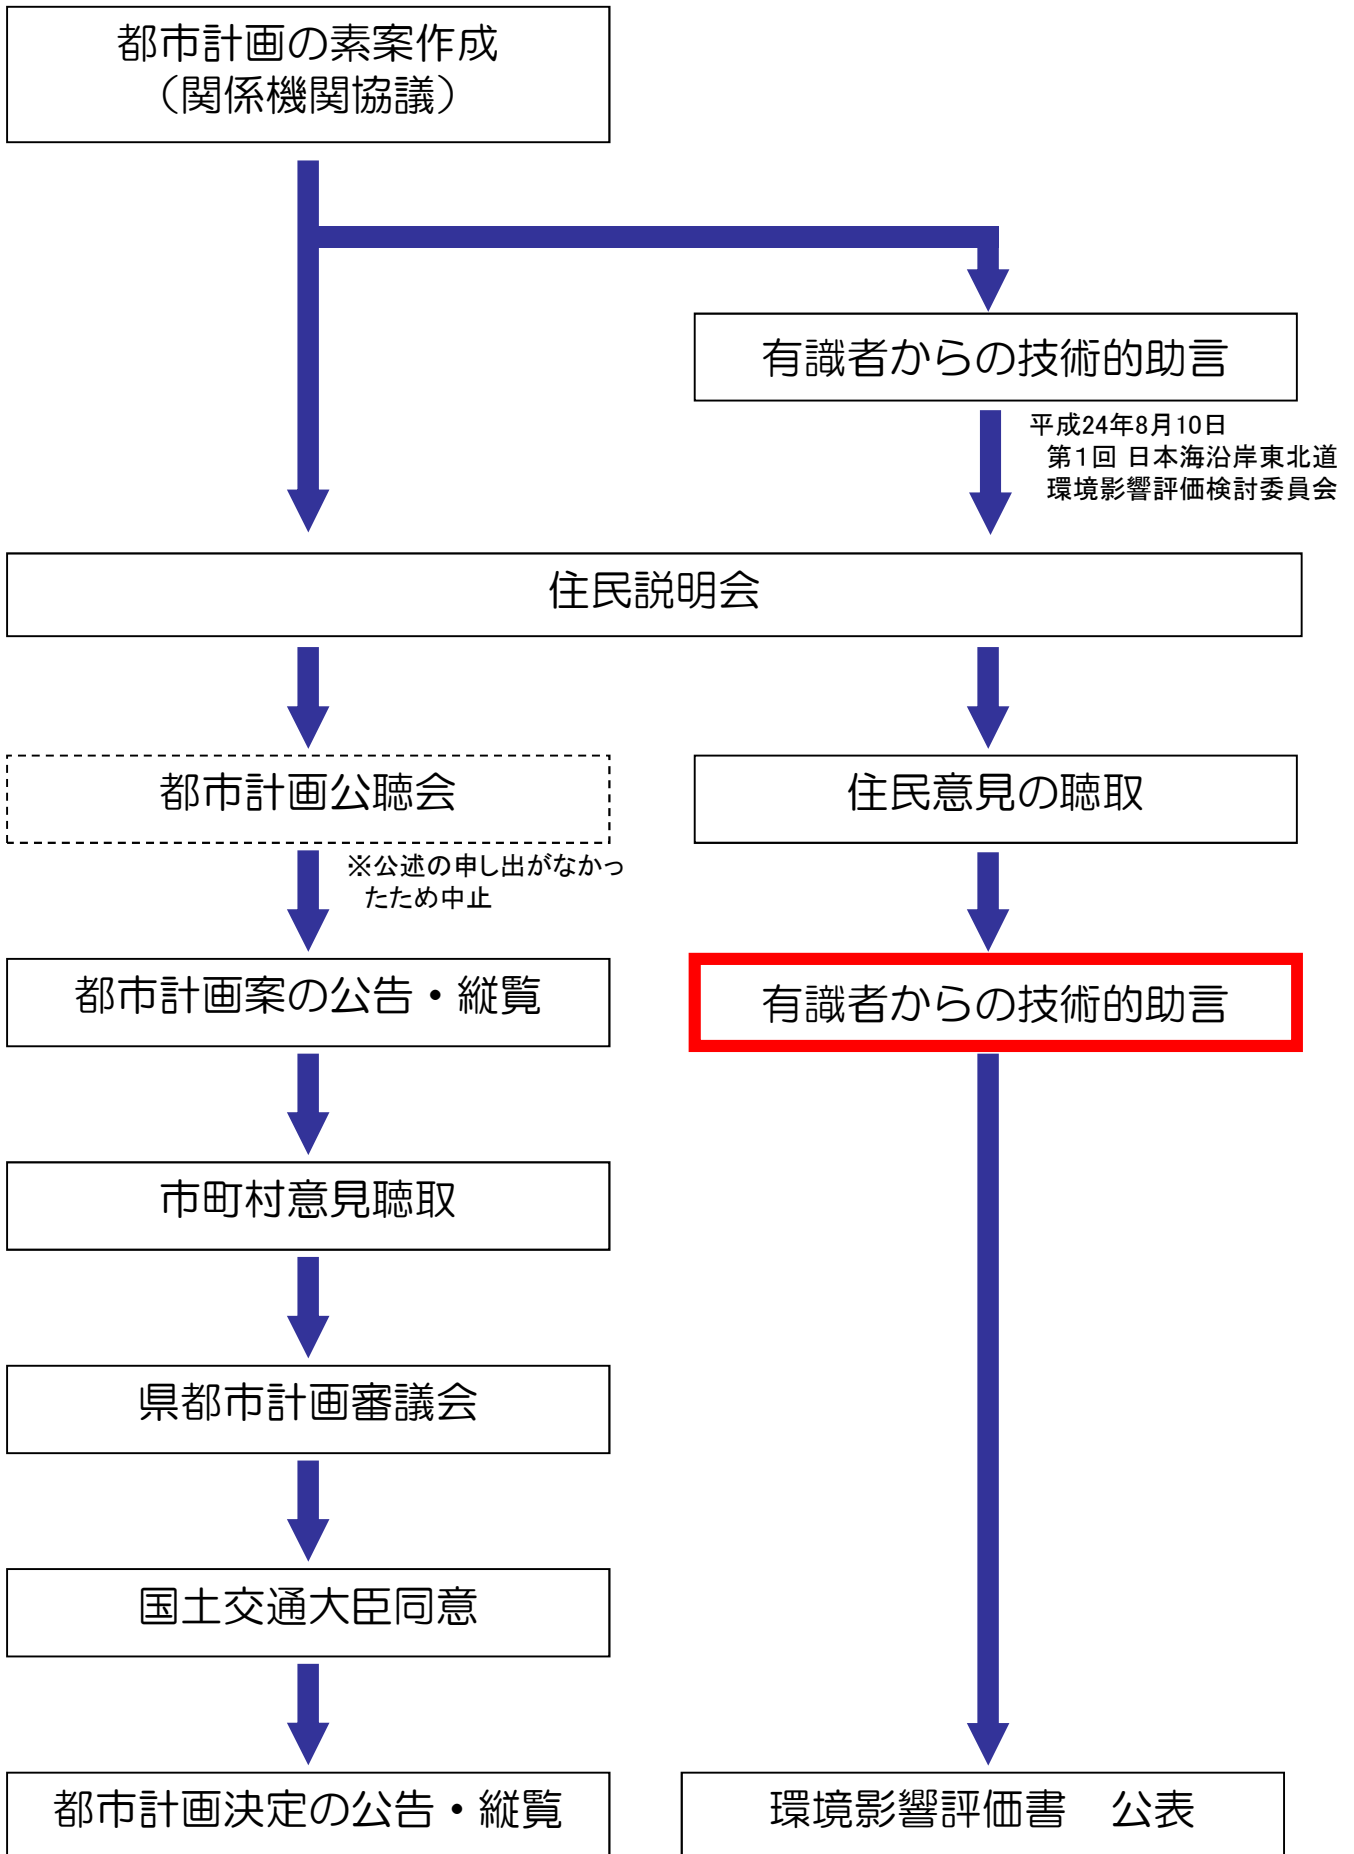 都市計画の素案作成
（関係機関協議）
有識者からの技術的助言
平成24年8月10日
第1回 日本海沿岸東北道
環境影響評価検討委員会
住民説明会
都市計画公聴会
住民意見の聴取
※公述の申し出がなかっ
たため中止
都市計画案の公告・縦覧
有識者からの技術的助言
市町村意見聴取
県都市計画審議会
国土交通大臣同意
都市計画決定の公告・縦覧
環境影響評価書　公表